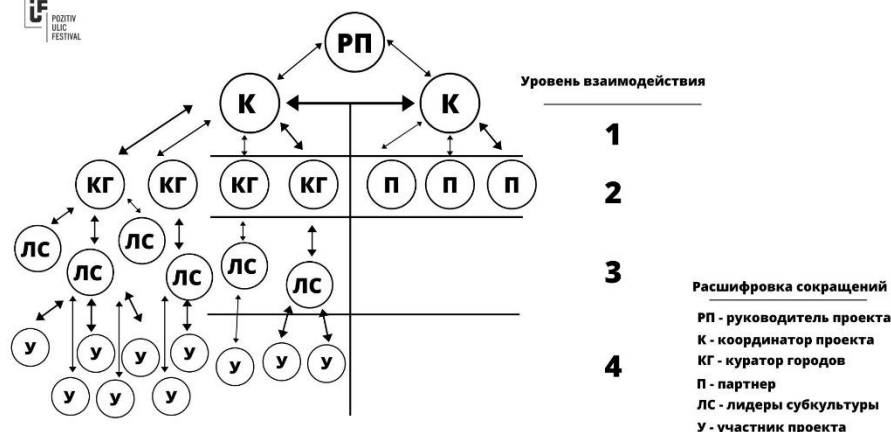 UF
POZITIV
ULIC
FESTIVAL
РП
Уровень взаимодействия
К К
1
КГ КГ КГ КГ П П П
2
ЛС ЛС ЛС ЛС ЛС ЛС
3
Расшифровка сокращений
РП - руководитель проекта
К - координатор проекта
КГ - куратор городов
П - партнер
ЛС - лидеры субкультуры
У - участник проекта
У У У У У У У
4
У У У